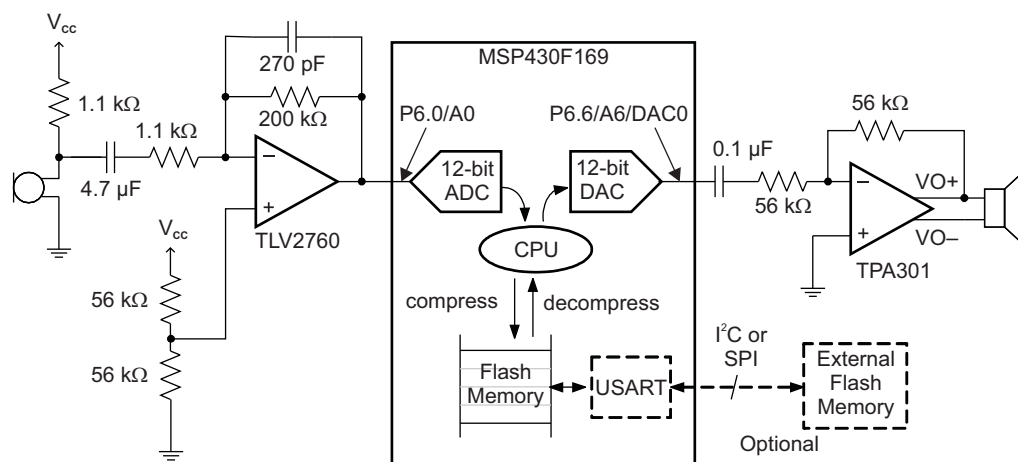 V꜀꜀
1.1 kΩ
4.7 µF
1.1 kΩ
270 pF
200 kΩ
−
+
TLV2760
V꜀꜀
56 kΩ
56 kΩ
MSP430F169
P6.0/A0
P6.6/A6/DAC0
12-bit
ADC
12-bit
DAC
CPU
compress
decompress
Flash
Memory
USART
I²C or
SPI
External
Flash
Memory
Optional
0.1 µF
56 kΩ
56 kΩ
−
+
VO+
VO−
TPA301